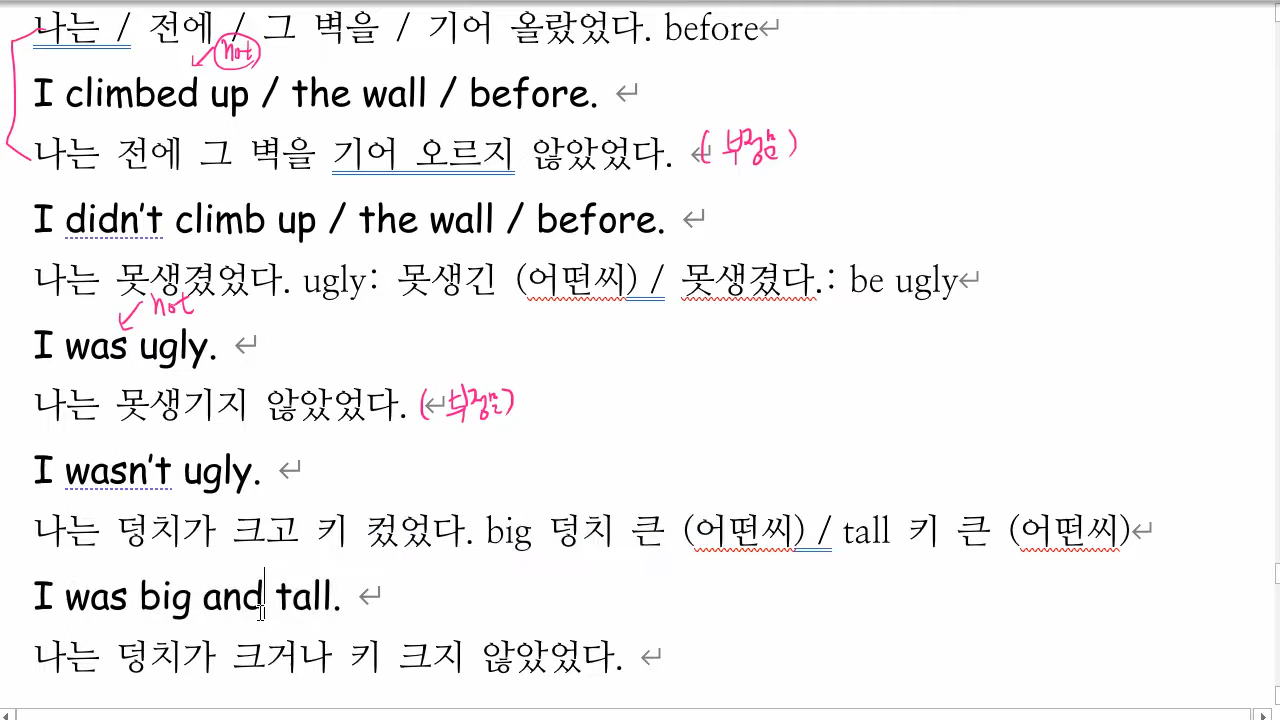 나는 / 전에 / 그 벽을 / 기어 올랐었다. before
not
I climbed up / the wall / before.
나는 전에 그 벽을 기어 오르지 않았었다. (부정문)
I didn't climb up / the wall / before.
나는 못생겼었다. ugly: 못생긴 (어떤씨) / 못생겼다.: be ugly
not
I was ugly.
나는 못생기지 않았었다. (부정문)
I wasn't ugly.
나는 덩치가 크고 키 컸었다. big 덩치 큰 (어떤씨) / tall 키 큰 (어떤씨)
I was big and tall.
나는 덩치가 크거나 키 크지 않았었다.